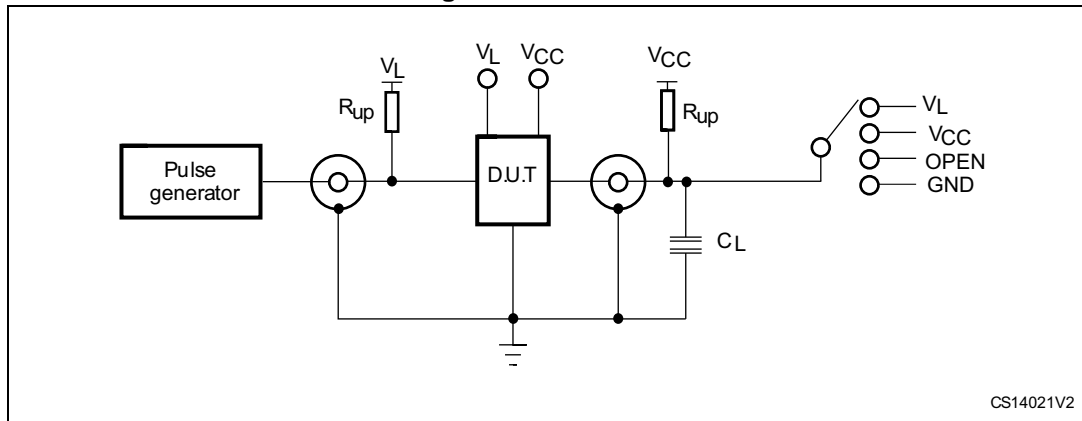 VL
Rup
VL
VCC
VCC
Rup
VL
VCC
OPEN
GND
Pulse
generator
D.U.T
CL
CS14021V2